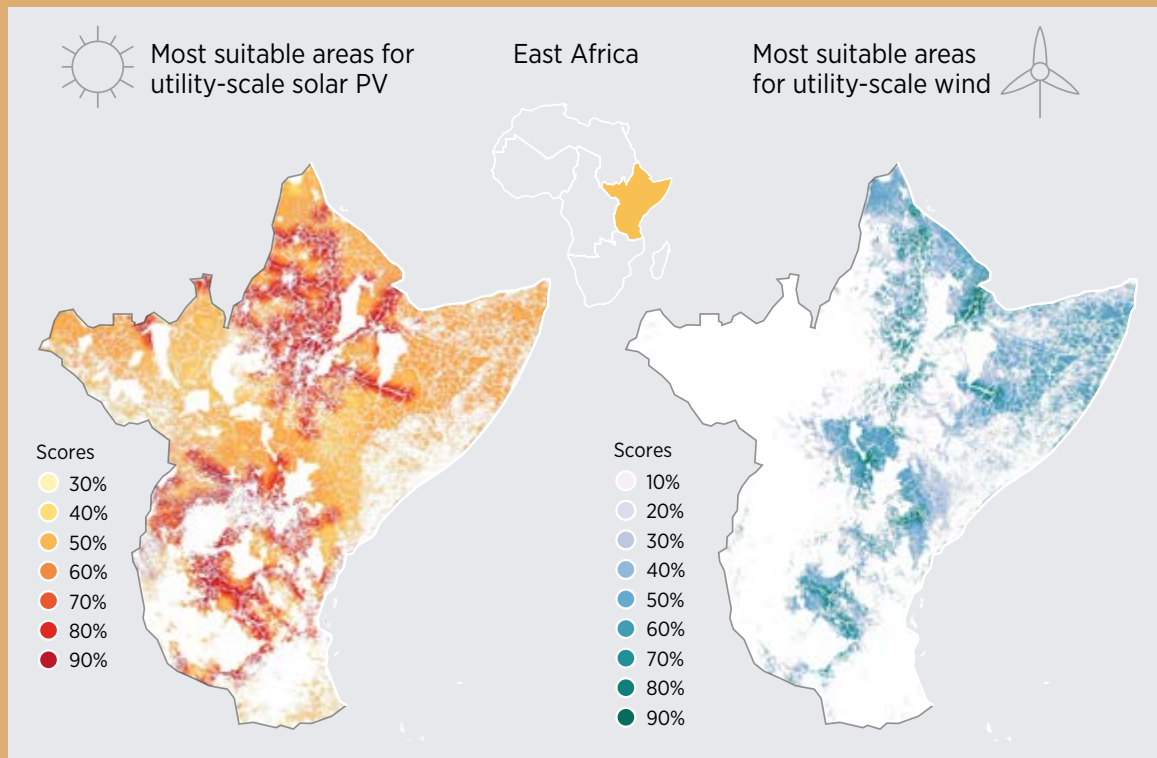 Most suitable areas for
utility-scale solar PV
East Africa
Most suitable areas
for utility-scale wind
Scores
30%
40%
50%
60%
70%
80%
90%
Scores
10%
20%
30%
40%
50%
60%
70%
80%
90%